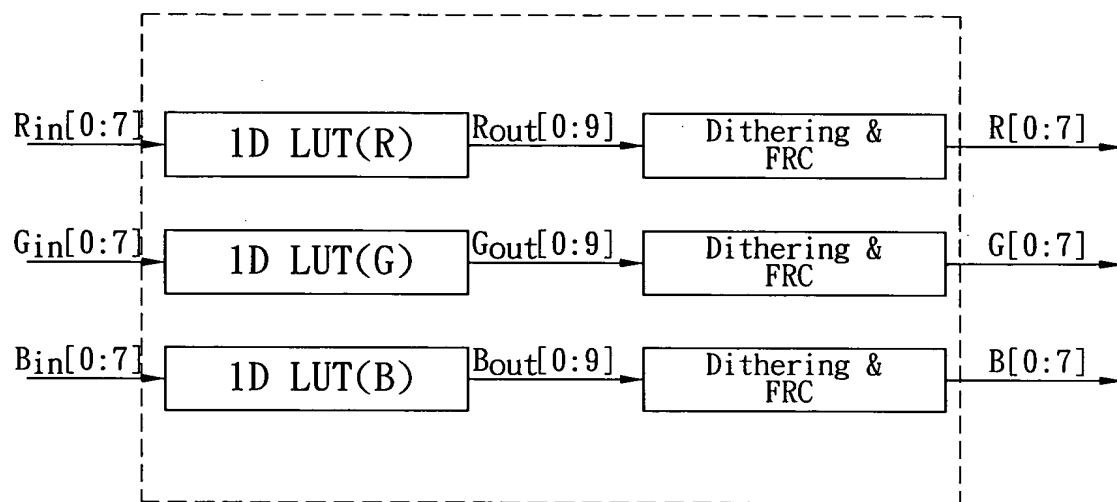 Rin[0:7]
1D LUT(R)
Rout[0:9]
Dithering &
FRC
R[0:7]
Gin[0:7]
1D LUT(G)
Gout[0:9]
Dithering &
FRC
G[0:7]
Bin[0:7]
1D LUT(B)
Bout[0:9]
Dithering &
FRC
B[0:7]